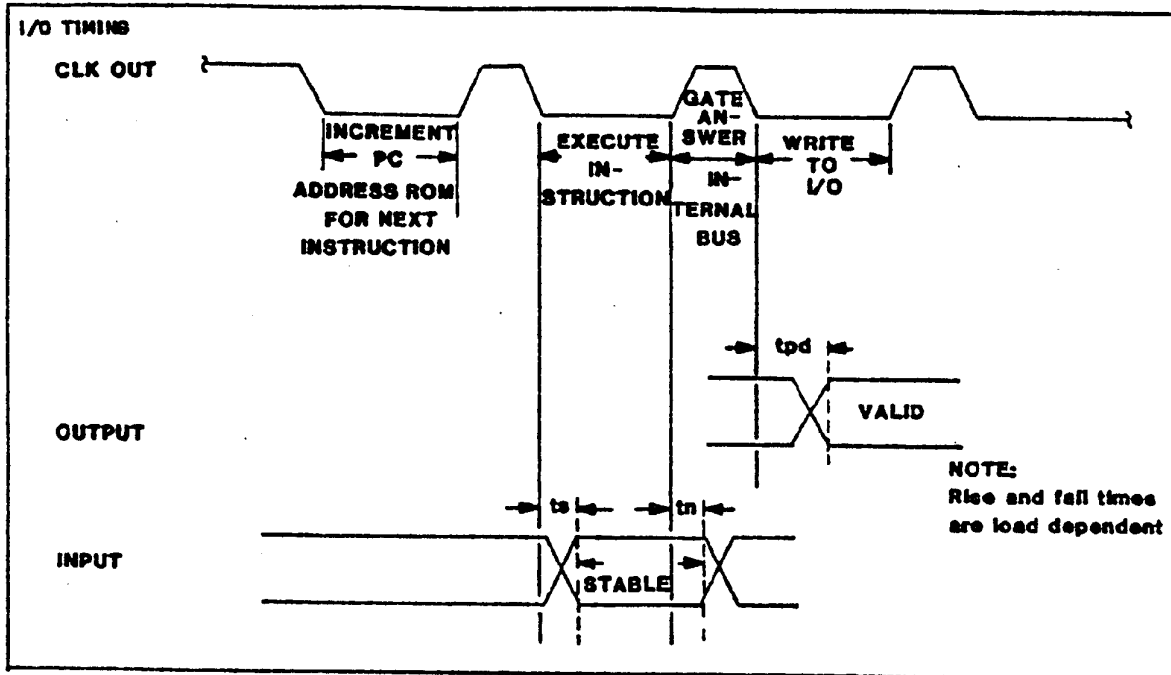 I/O TIMING
CLK OUT
INCREMENT
PC
ADDRESS ROM
FOR NEXT
INSTRUCTION
EXECUTE
IN-
STRUCTION
GATE
AN-
SWER
IN-
TERNAL
BUS
WRITE
TO
I/O
tpd
OUTPUT
VALID
NOTE:
Rise and fall times
are load dependent
ts
tn
INPUT
STABLE